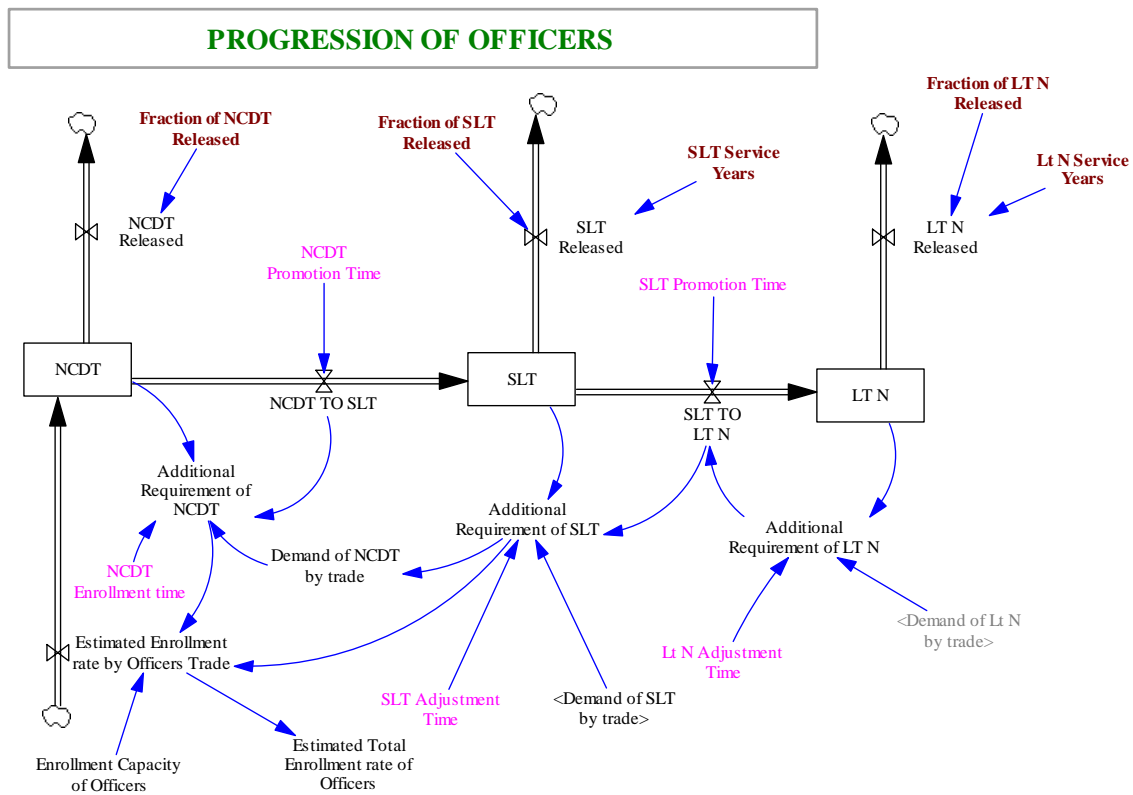 PROGRESSION OF OFFICERS
Fraction of NCDT
Released
Fraction of SLT
Released
SLT Service
Years
Fraction of LT N
Released
Lt N Service
Years
NCDT
Released
SLT
Released
LT N
Released
NCDT
Promotion Time
SLT Promotion Time
NCDT
SLT
LT N
NCDT TO SLT
SLT TO
LT N
Additional
Requirement of
NCDT
Additional
Requirement of SLT
Additional
Requirement of LT N
Demand of NCDT
by trade
NCDT
Enrollment time
<Demand of Lt N
by trade>
Estimated Enrollment
rate by Officers Trade
Lt N Adjustment
Time
SLT Adjustment
Time
<Demand of SLT
by trade>
Enrollment Capacity
of Officers
Estimated Total
Enrollment rate of
Officers